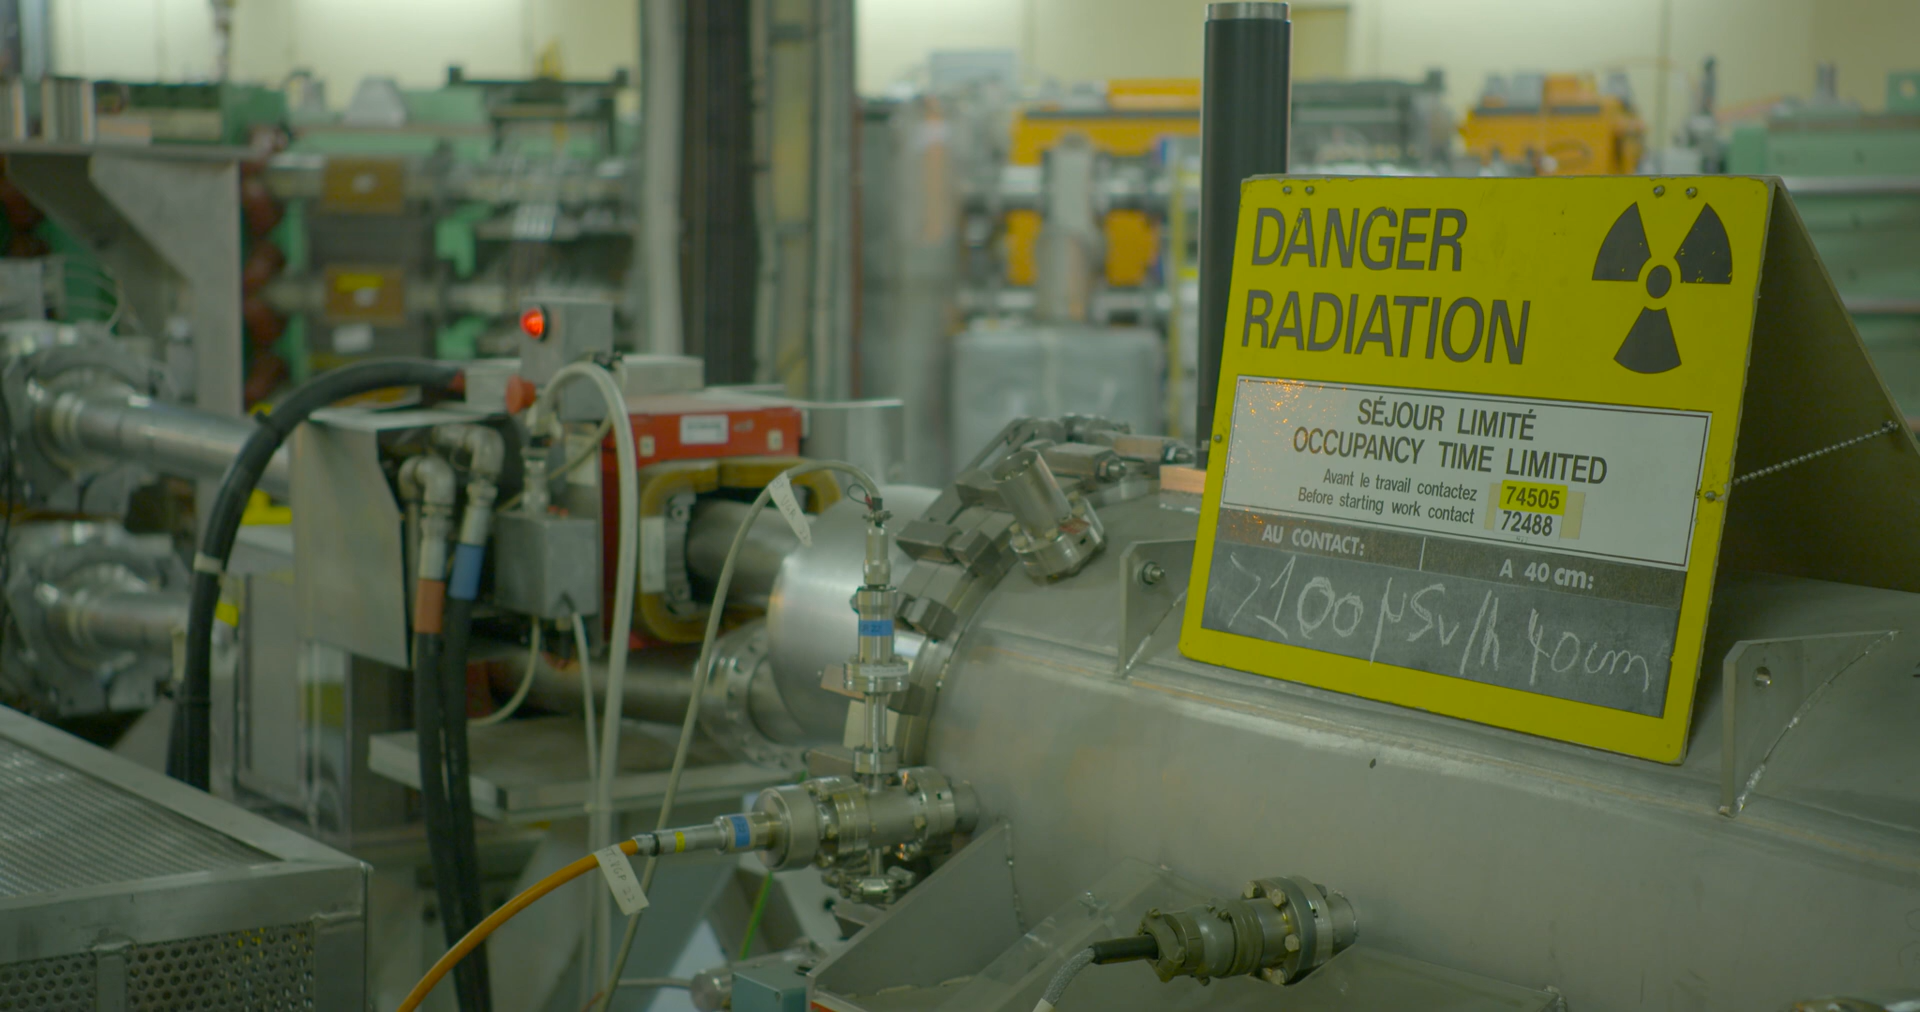 DANGER
RADIATION
SÉJOUR LIMITÉ
OCCUPANCY TIME LIMITED
Avant le travail contactez 74505
Before starting work contact 72488
AU CONTACT: A 40 cm:
>100 µSv/h 40cm